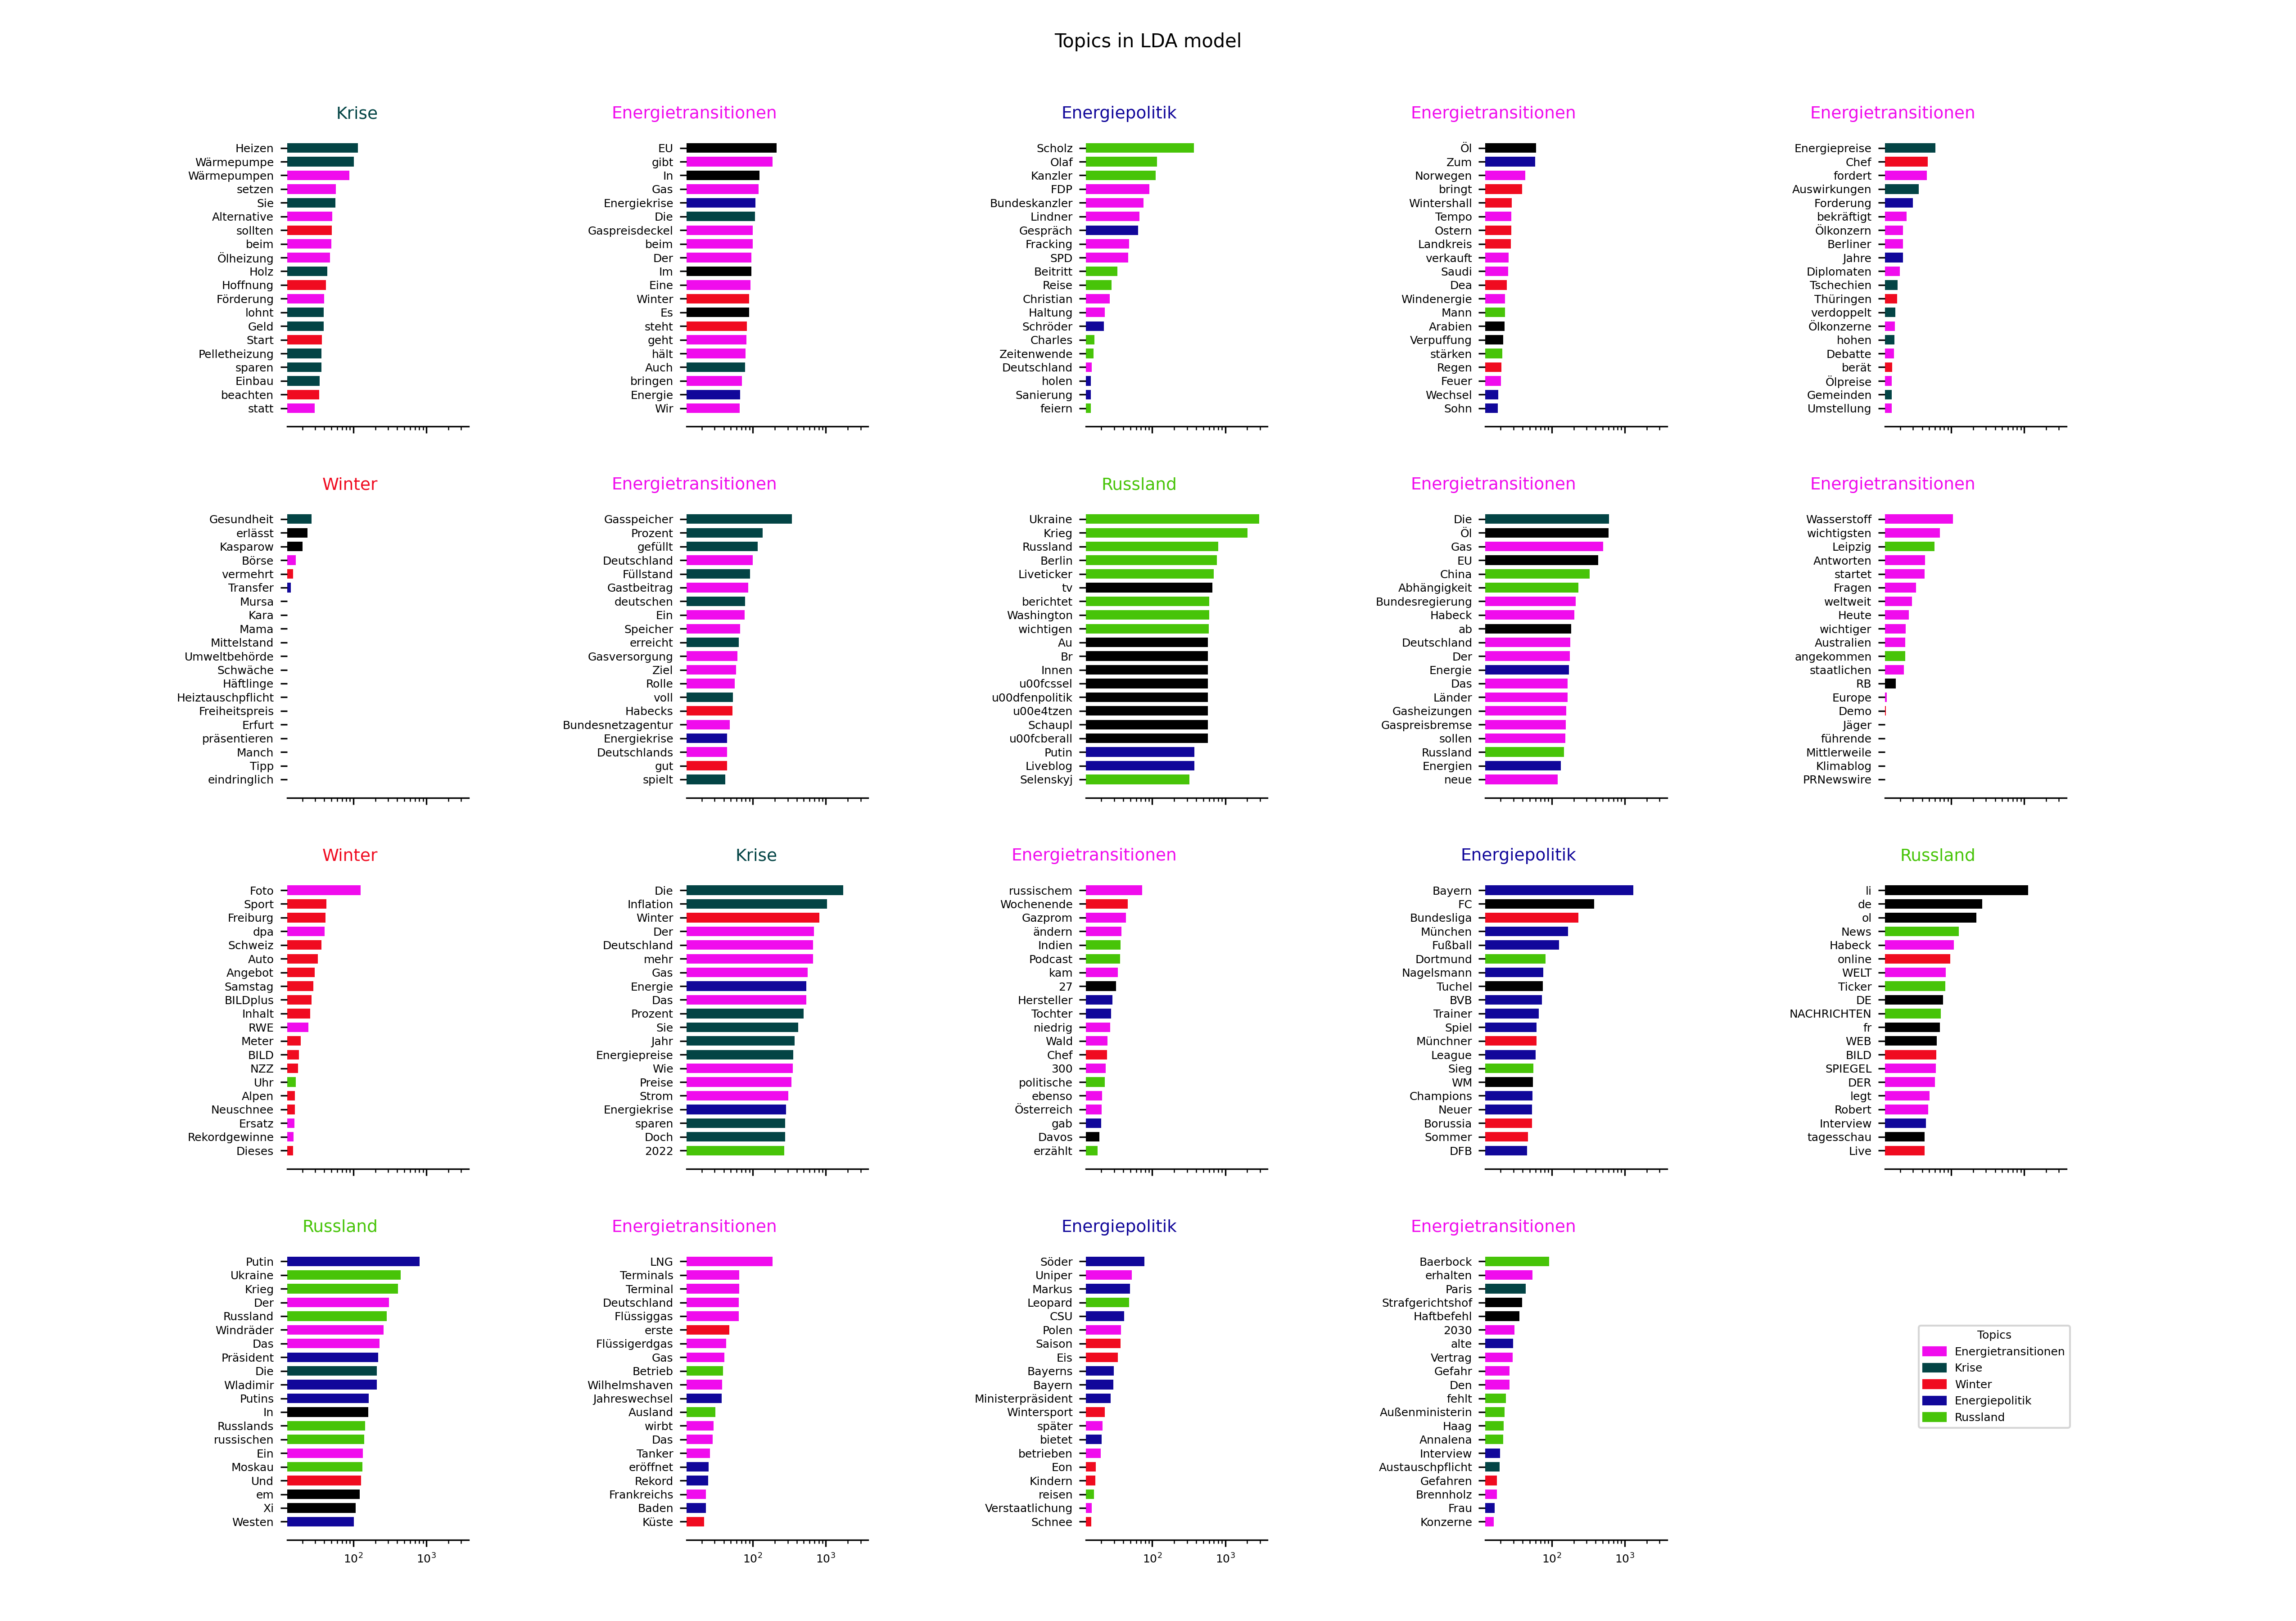 Topics in LDA model
Krise
Heizen
Wärmepumpe
Wärmepumpen
setzen
Sie
Alternative
sollten
beim
Ölheizung
Holz
Hoffnung
Förderung
lohnt
Geld
Start
Pelletheizung
sparen
Einbau
beachten
statt
Energietransitionen
EU
gibt
In
Gas
Energiekrise
Die
Gaspreisdeckel
beim
Der
Im
Eine
Winter
Es
steht
geht
hält
Auch
bringen
Energie
Wir
Energiepolitik
Scholz
Olaf
Kanzler
FDP
Bundeskanzler
Lindner
Gespräch
Fracking
SPD
Beitritt
Reise
Christian
Haltung
Schröder
Charles
Zeitenwende
Deutschland
holen
Sanierung
feiern
Energietransitionen
Öl
Zum
Norwegen
bringt
Wintershall
Tempo
Ostern
Landkreis
verkauft
Saudi
Dea
Windenergie
Mann
Arabien
Verpuffung
stärken
Regen
Feuer
Wechsel
Sohn
Energietransitionen
Energiepreise
Chef
fordert
Auswirkungen
Forderung
bekräftigt
Ölkonzern
Berliner
Jahre
Diplomaten
Tschechien
Thüringen
verdoppelt
Ölkonzerne
hohen
Debatte
berät
Ölpreise
Gemeinden
Umstellung
Winter
Gesundheit
erlässt
Kasparow
Börse
vermehrt
Transfer
Mursa
Kara
Mama
Mittelstand
Umweltbehörde
Schwäche
Häftlinge
Heiztauschpflicht
Freiheitspreis
Erfurt
präsentieren
Manch
Tipp
eindringlich
Energietransitionen
Gasspeicher
Prozent
gefüllt
Deutschland
Füllstand
Gastbeitrag
deutschen
Ein
Speicher
erreicht
Gasversorgung
Ziel
Rolle
voll
Habecks
Bundesnetzagentur
Energiekrise
Deutschlands
gut
spielt
Russland
Ukraine
Krieg
Russland
Berlin
Liveticker
tv
berichtet
Washington
wichtigen
Au
Br
Innen
u00fcssel
u00dfenpolitik
u00e4tzen
Schaupl
u00fcberall
Putin
Liveblog
Selenskyj
Energietransitionen
Die
Öl
Gas
EU
China
Abhängigkeit
Bundesregierung
Habeck
ab
Deutschland
Der
Energie
Das
Länder
Gasheizungen
Gaspreisbremse
sollen
Russland
Energien
neue
Energietransitionen
Wasserstoff
wichtigsten
Leipzig
Antworten
startet
Fragen
weltweit
Heute
wichtiger
Australien
angekommen
staatlichen
RB
Europe
Demo
Jäger
führende
Mittlerweile
Klimablog
PRNewswire
Winter
Foto
Sport
Freiburg
dpa
Schweiz
Auto
Angebot
Samstag
BILDplus
Inhalt
RWE
Meter
BILD
NZZ
Uhr
Alpen
Neuschnee
Ersatz
Rekordgewinne
Dieses
Krise
Die
Inflation
Winter
Der
Deutschland
mehr
Gas
Energie
Das
Prozent
Sie
Jahr
Energiepreise
Wie
Preise
Strom
Energiekrise
sparen
Doch
2022
Energietransitionen
russischem
Wochenende
Gazprom
ändern
Indien
Podcast
kam
27
Hersteller
Tochter
niedrig
Wald
Chef
300
politische
ebenso
Österreich
gab
Davos
erzählt
Energiepolitik
Bayern
FC
Bundesliga
München
Fußball
Dortmund
Nagelsmann
Tuchel
BVB
Trainer
Spiel
Münchner
League
Sieg
WM
Champions
Neuer
Borussia
Sommer
DFB
Russland
li
de
ol
News
Habeck
online
WELT
Ticker
DE
NACHRICHTEN
fr
WEB
BILD
SPIEGEL
DER
legt
Robert
Interview
tagesschau
Live
Russland
Putin
Ukraine
Krieg
Der
Russland
Windräder
Das
Präsident
Die
Wladimir
Putins
In
Russlands
russischen
Ein
Moskau
Und
em
Xi
Westen
10² 10³
Energietransitionen
LNG
Terminals
Terminal
Deutschland
Flüssiggas
erste
Flüssigerdgas
Gas
Betrieb
Wilhelmshaven
Jahreswechsel
Ausland
wirbt
Das
Tanker
eröffnet
Rekord
Frankreichs
Baden
Küste
10² 10³
Energiepolitik
Söder
Uniper
Markus
Leopard
CSU
Polen
Saison
Eis
Bayerns
Bayern
Ministerpräsident
Wintersport
später
bietet
betrieben
Eon
Kindern
reisen
Verstaatlichung
Schnee
10² 10³
Energietransitionen
Baerbock
erhalten
Paris
Strafgerichtshof
Haftbefehl
2030
alte
Vertrag
Gefahr
Den
fehlt
Außenministerin
Haag
Annalena
Interview
Austauschpflicht
Gefahren
Brennholz
Frau
Konzerne
10² 10³
Topics
Energietransitionen
Krise
Winter
Energiepolitik
Russland